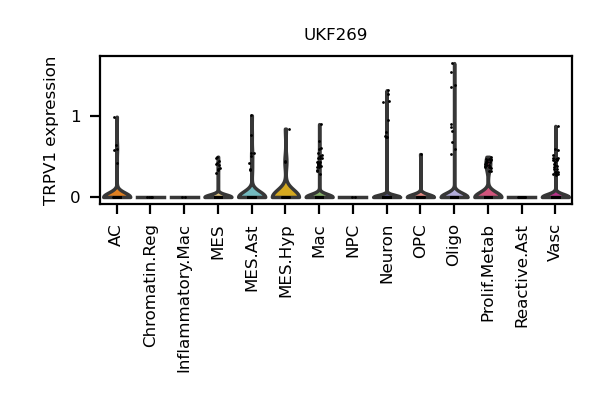 UKF269
TRPV1 expression
1
0
AC
Chromatin.Reg
Inflammatory.Mac
MES
MES.Ast
MES.Hyp
Mac
NPC
Neuron
OPC
Oligo
Prolif.Metab
Reactive.Ast
Vasc